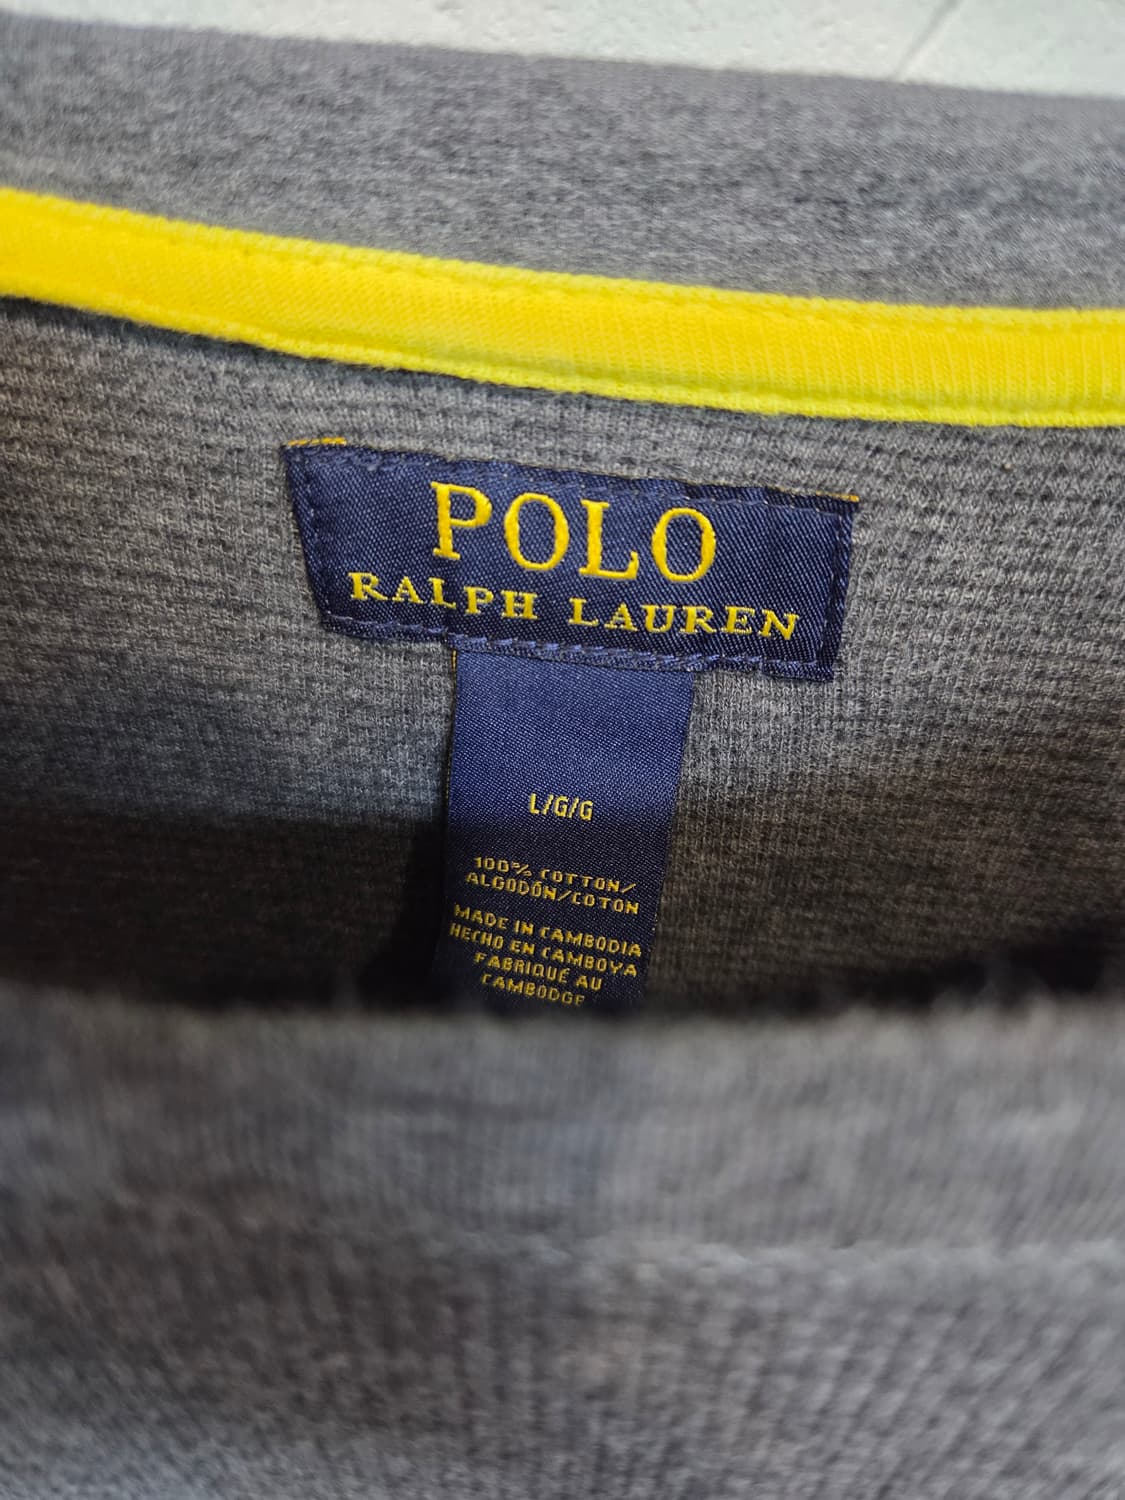 POLO
RALPH LAUREN
L/G/G
100% COTTON/
ALGODÓN/COTON
MADE IN CAMBODIA
HECHO EN CAMBOYA
FABRIQUÉ AU
CAMBODGE